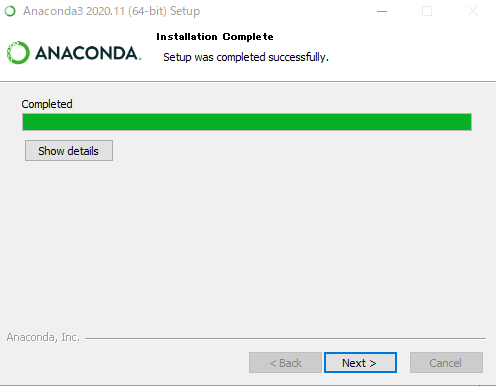 Anaconda3 2020.11 (64-bit) Setup
ANACONDA.
Installation Complete
Setup was completed successfully.
Completed
Show details
Anaconda, Inc.
< Back
Next >
Cancel